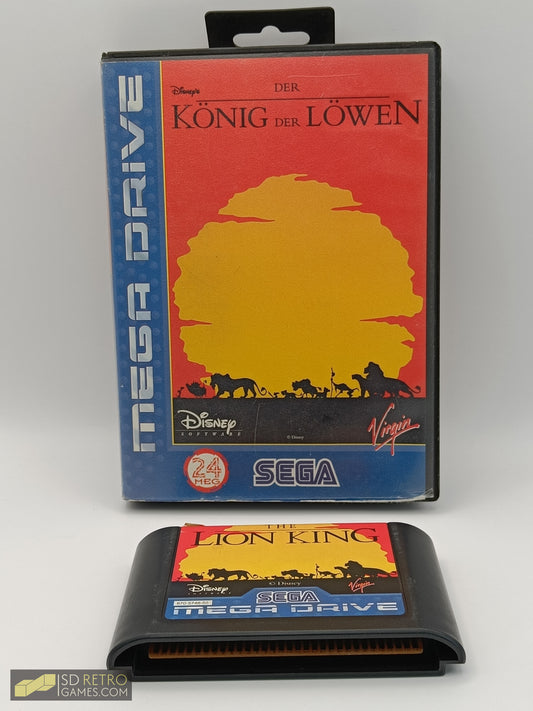 Disney's
DER
KÖNIG DER LÖWEN
MEGA DRIVE
Disney
SOFTWARE
© Disney
Virgin
24
MEG
SEGA
THE
LION KING
© Disney
Disney
Virgin
SEGA
MEGA DRIVE
SD RETRO
GAMES.COM